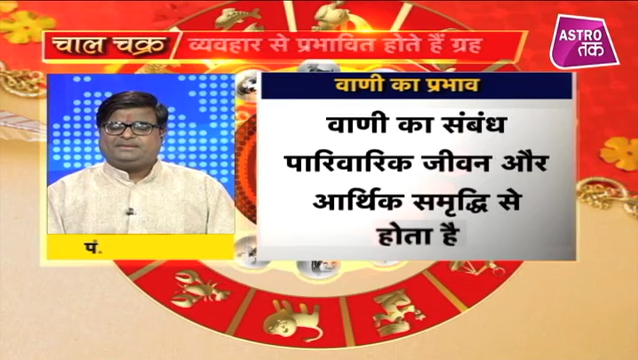 चाल चक्र व्यवहार से प्रभावित होते हैं ग्रह
ASTRO
तक
वाणी का प्रभाव
वाणी का संबंध
पारिवारिक जीवन और
आर्थिक समृद्धि से
होता है
पं.